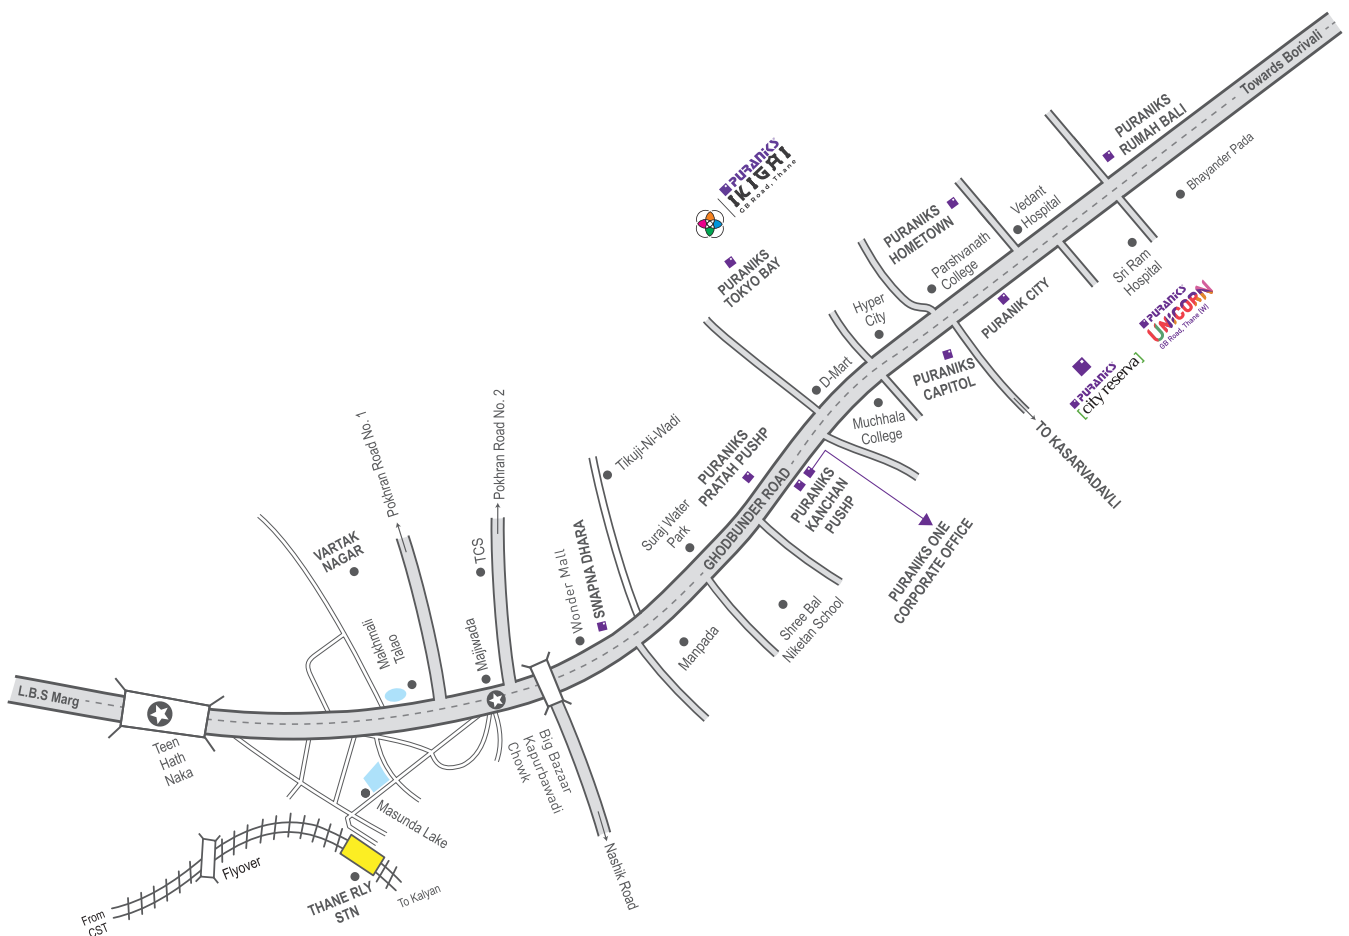 Towards Borivali
PURANIKS
RUMAH BALI
Bhayander Pada
PURANIKS
IKIGAI
GB Road, Thane
Vedant
Hospital
PURANIKS
HOMETOWN
Parshvanath
College
Sri Ram
Hospital
PURANIKS
TOKYO BAY
Hyper
City
PURANIK CITY
PURANIKS
UNICORN
GB Road, Thane (W)
D-Mart
PURANIKS
CAPITOL
PURANIKS
[city reserva]
Muchhala
College
TO KASARVADAVLI
Pokhran Road No. 1
Pokhran Road No. 2
Tikuji-Ni-Wadi
PURANIKS
PRATAH PUSHP
GHODBUNDER ROAD
PURANIKS
KANCHAN
PUSHP
Suraj Water
Park
PURANIKS ONE
CORPORATE OFFICE
VARTAK
NAGAR
TCS
Wonder Mall
SWAPNA DHARA
Shree Bal
Niketan School
Manpada
Makhmali
Talao
Majiwada
L.B.S Marg
Teen
Hath
Naka
Big Bazaar
Kapurbawadi
Chowk
Masunda Lake
Nashik Road
Flyover
THANE RLY
STN
To Kalyan
From
CST